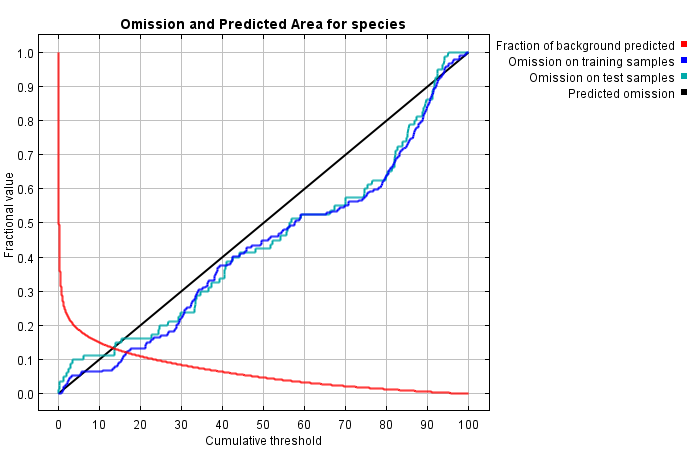 Omission and Predicted Area for species
Fraction of background predicted
Omission on training samples
Omission on test samples
Predicted omission
Fractional value
1.0
0.9
0.8
0.7
0.6
0.5
0.4
0.3
0.2
0.1
0.0
0 10 20 30 40 50 60 70 80 90 100
Cumulative threshold